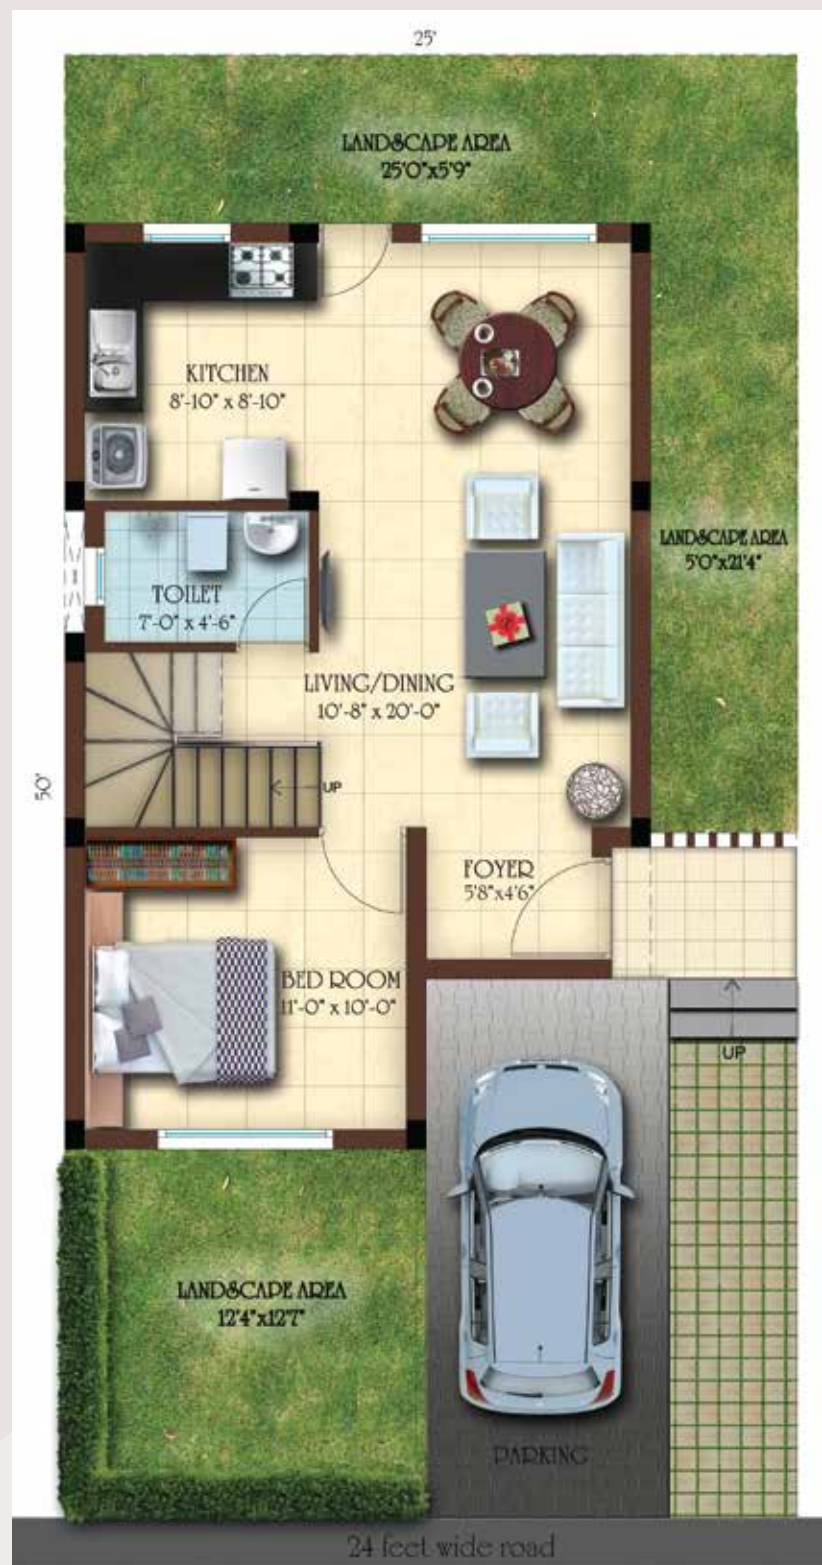 25'
LANDSCAPE AREA
25'0"x5'9"
KITCHEN
8'-10" x 8'-10"
LANDSCAPE AREA
5'0"x21'4"
TOILET
7'-0" x 4'-6"
LIVING/DINING
10'-8" x 20'-0"
50'
UP
FOYER
5'8"x4'6"
BED ROOM
11'-0" x 10'-0"
UP
LANDSCAPE AREA
12'4"x12'7"
PARKING
24 feet wide road